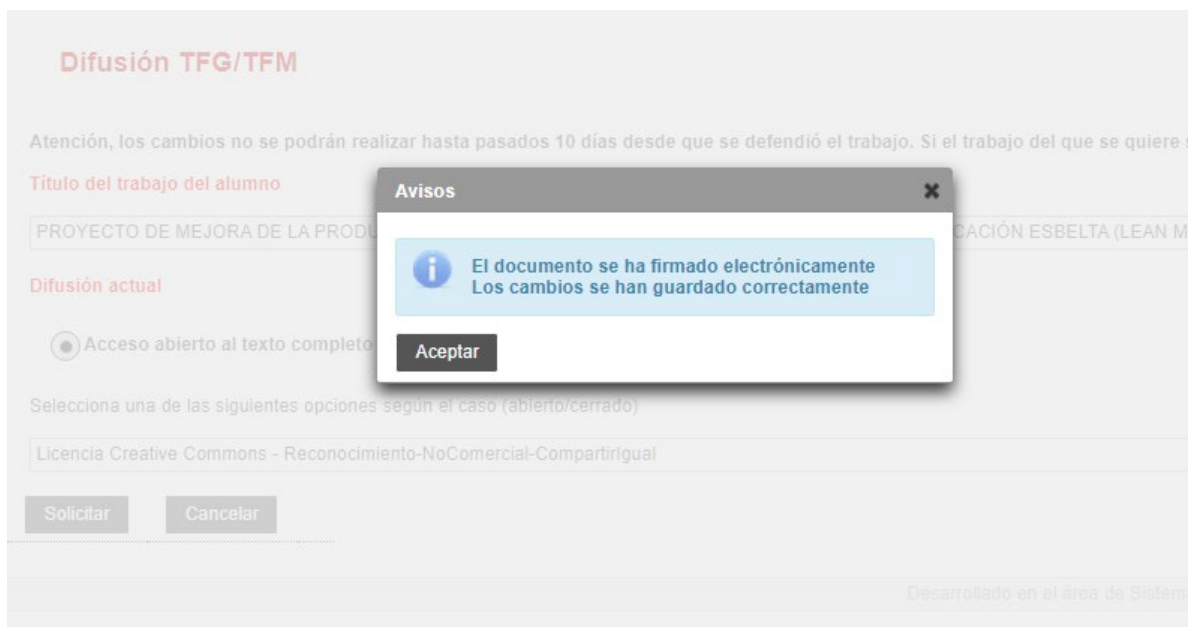 Difusión TFG/TFM
Atención, los cambios no se podrán realizar hasta pasados 10 días desde que se defendió el trabajo. Si el trabajo del que se quiere
Título del trabajo del alumno
Avisos
PROYECTO DE MEJORA DE LA PRODU CACIÓN ESBELTA (LEAN M
El documento se ha firmado electrónicamente
Los cambios se han guardado correctamente
Difusión actual
Acceso abierto al texto completo
Aceptar
Selecciona una de las siguientes opciones según el caso (abierto/cerrado)
Licencia Creative Commons - Reconocimiento-NoComercial-CompartirIgual
Solicitar Cancelar
Desarrollado en el área de Sistem